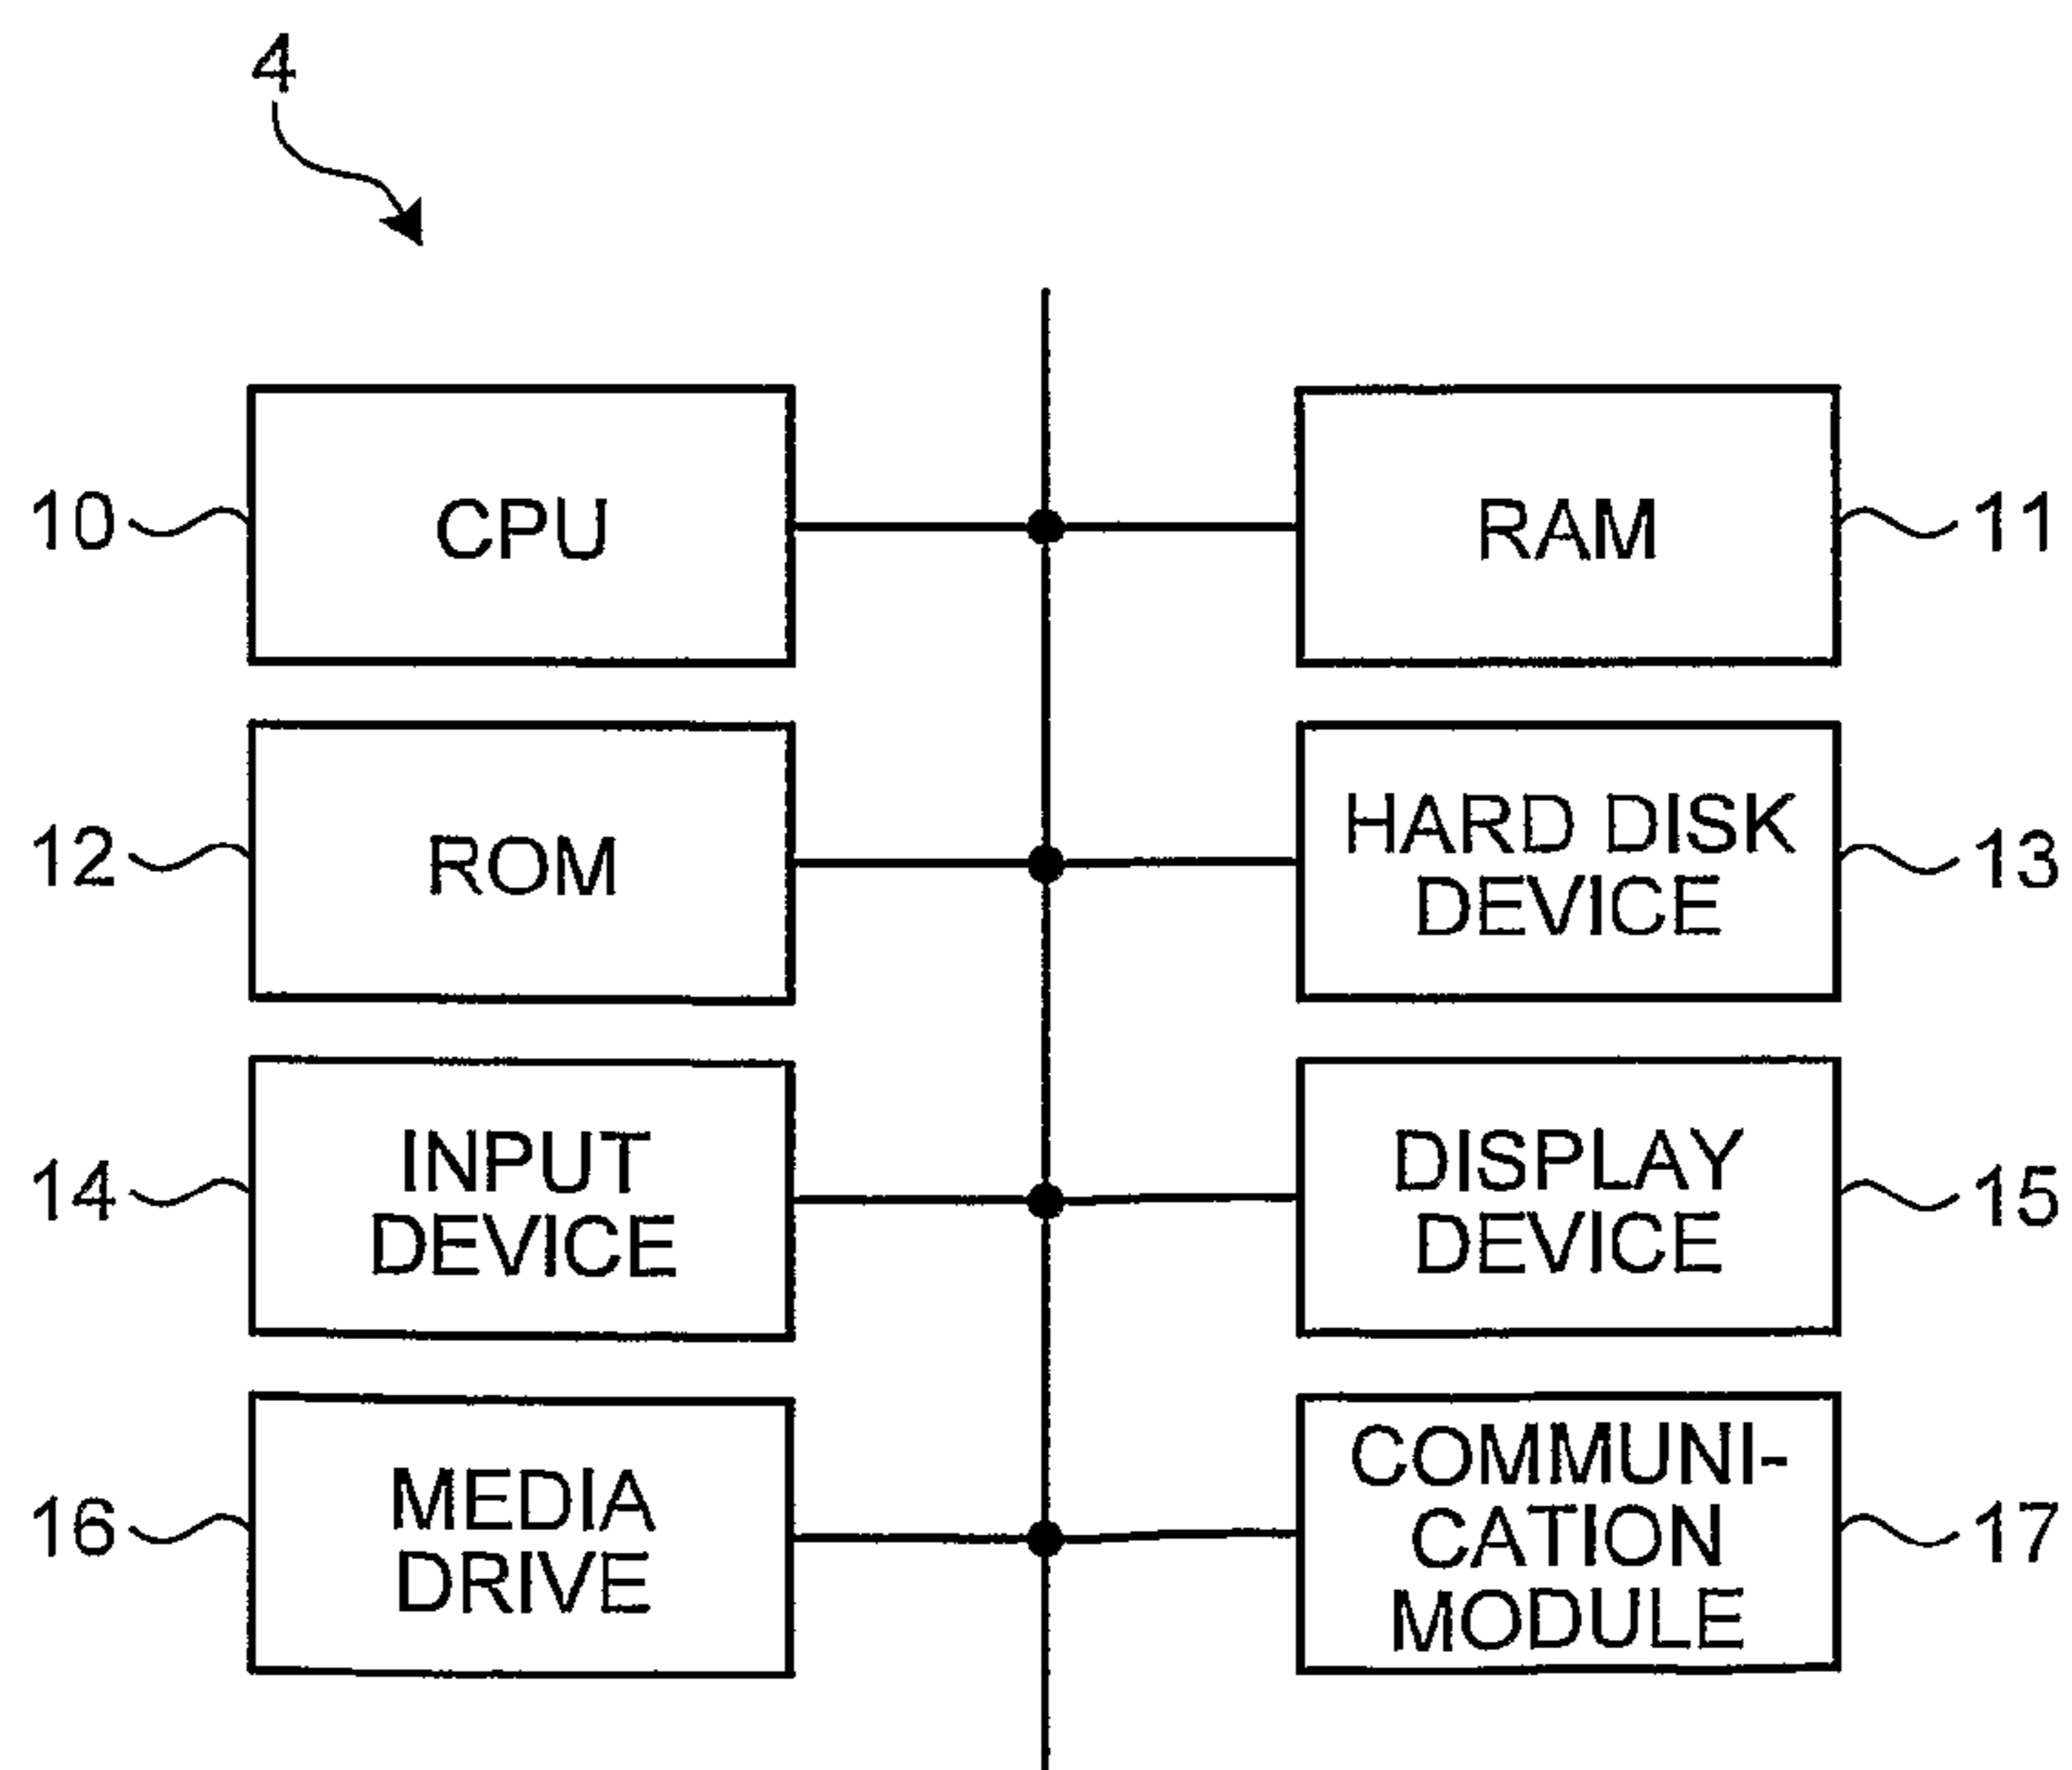 4
10
CPU
RAM
11
12
ROM
HARD DISK
DEVICE
13
14
INPUT
DEVICE
DISPLAY
DEVICE
15
16
MEDIA
DRIVE
COMMUNI-
CATION
MODULE
17